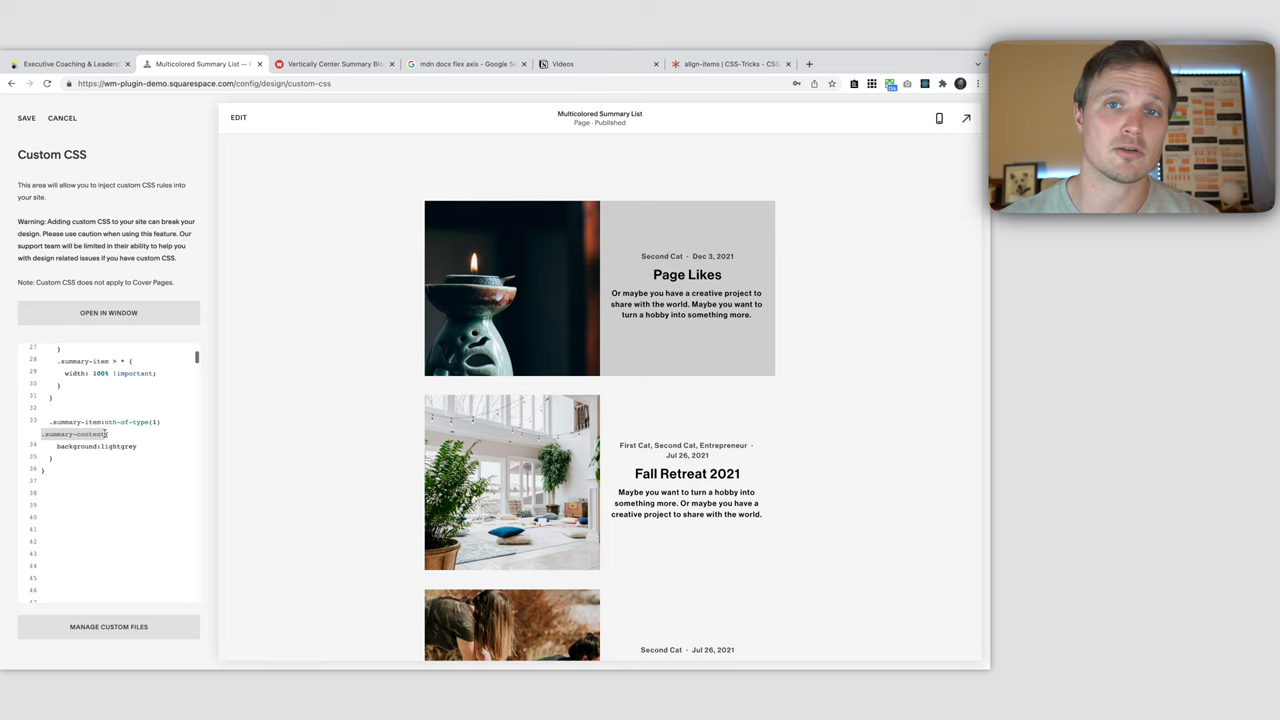 Executive Coaching & Leaders
Multicolored Summary List — P
Vertically Center Summary Blo
mdn docx flex axis - Google Se
Videos
align-items | CSS-Tricks - CSS-
https://wm-plugin-demo.squarespace.com/config/design/custom-css
SAVE
CANCEL
EDIT
Multicolored Summary List
Page · Published
Custom CSS
This area will allow you to inject custom CSS rules into
your site.
Warning: Adding custom CSS to your site can break your
design. Please use caution when using this feature. Our
support team will be limited in their ability to help you
with design related issues if you have custom CSS.
Note: Custom CSS does not apply to Cover Pages.
OPEN IN WINDOW
27 }
28 .summary-item > * {
29 width: 100% !important;
30 }
31 }
32
33 .summary-item:nth-of-type(1)
.summary-content{
34 background:lightgrey
35 }
36 }
37
38
39
40
41
42
43
44
45
46
MANAGE CUSTOM FILES
Second Cat · Dec 3, 2021
Page Likes
Or maybe you have a creative project to
share with the world. Maybe you want to
turn a hobby into something more.
First Cat, Second Cat, Entrepreneur ·
Jul 26, 2021
Fall Retreat 2021
Maybe you want to turn a hobby into
something more. Or maybe you have a
creative project to share with the world.
Second Cat · Jul 26, 2021